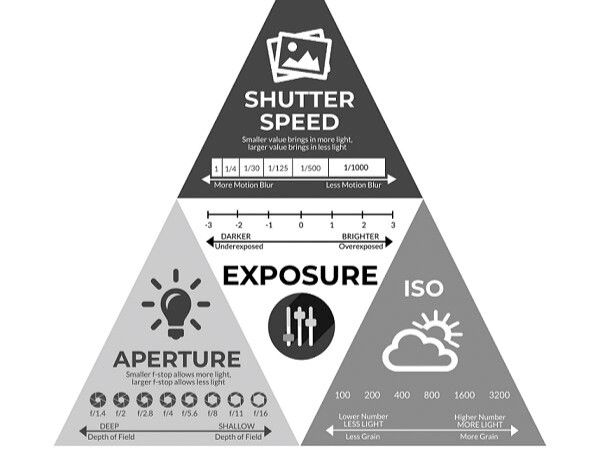 SHUTTER
SPEED
Smaller value brings in more light,
larger value brings in less light
1 1/4 1/30 1/125 1/500 1/1000
More Motion Blur Less Motion Blur
-3 -2 -1 0 1 2 3
DARKER BRIGHTER
Underexposed Overexposed
EXPOSURE
APERTURE
Smaller f-stop allows more light,
larger f-stop allows less light
f/1.4 f/2 f/2.8 f/4 f/5.6 f/8 f/11 f/16
DEEP SHALLOW
Depth of Field Depth of Field
ISO
100 200 400 800 1600 3200
Lower Number Higher Number
LESS LIGHT MORE LIGHT
Less Grain More Grain